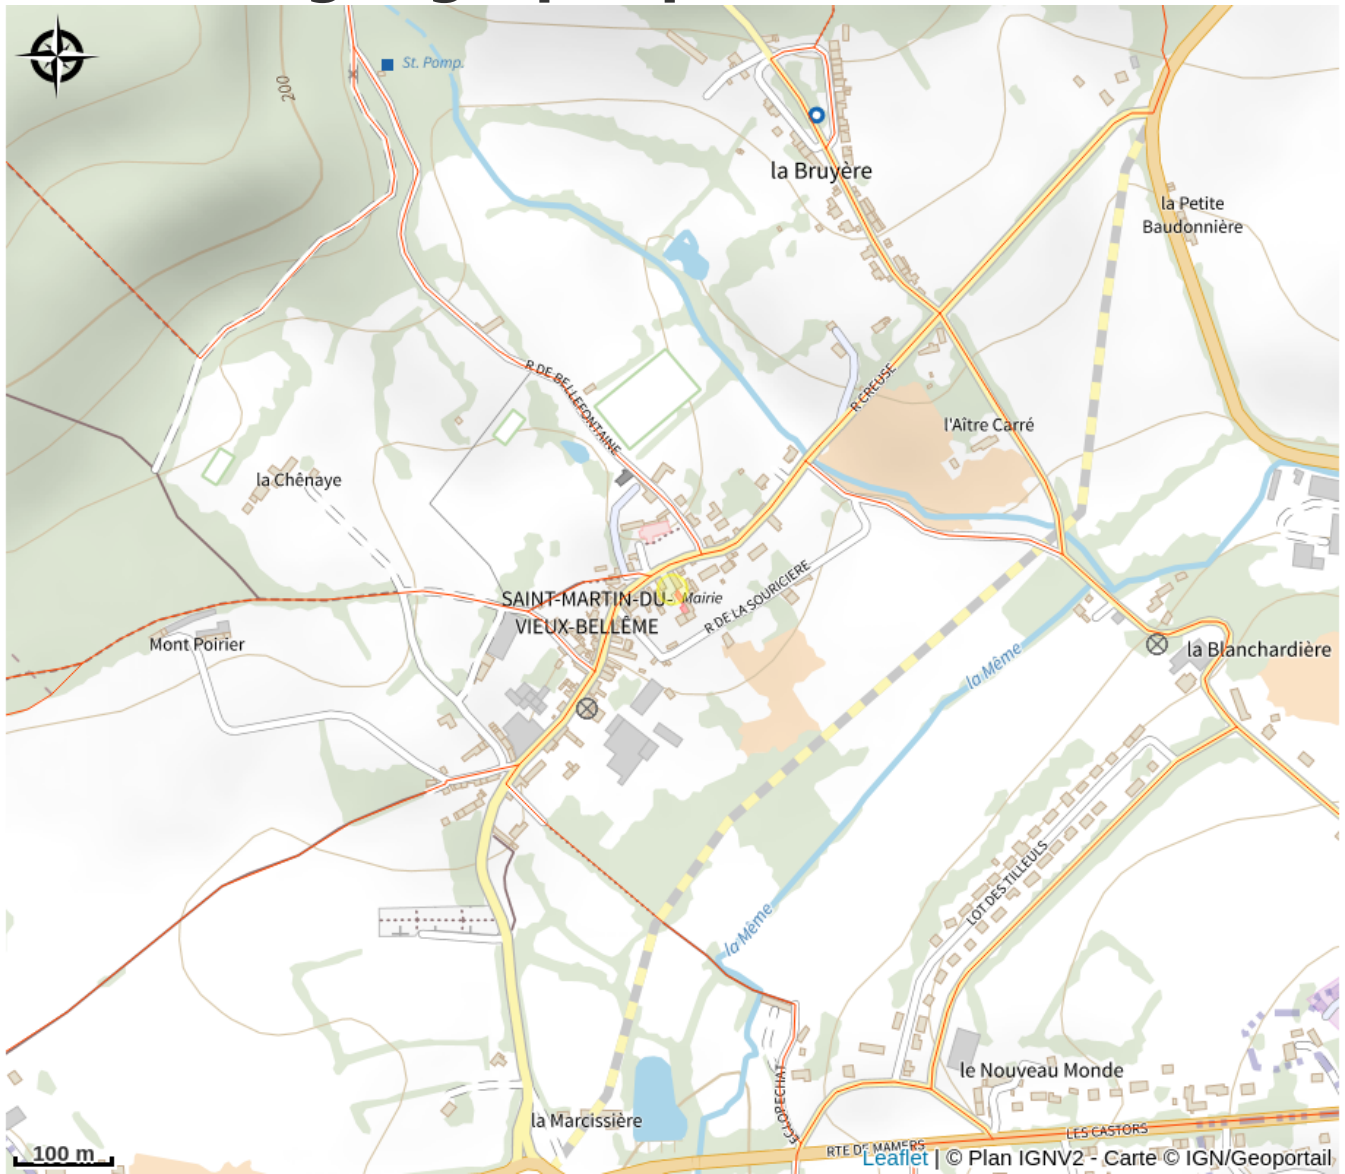 St. Pomp.
200
la Bruyère
la Petite
Baudonnière
R DE BELLEFONTAINE
R CREUSE
l'Aître Carré
la Chênaye
SAINT-MARTIN-DU-
VIEUX-BELLÊME
Mairie
R DE LA SOURICIERE
Mont Poirier
la Blanchardière
la Même
LOT DES TILLEULS
la Même
le Nouveau Monde
ECLOPECHAT
la Marcissière
LES CASTORS
RTE DE MAMERS
100 m
Leaflet | © Plan IGNV2 - Carte © IGN/Geoportail